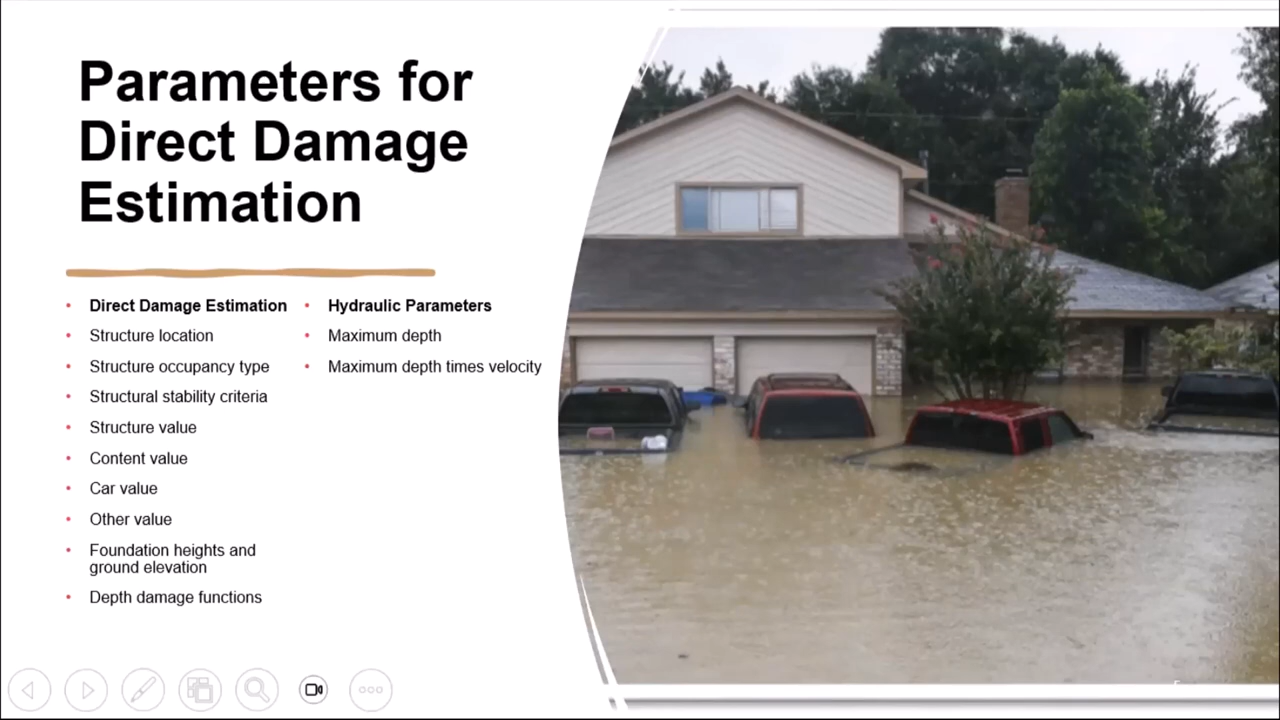 Parameters for
Direct Damage
Estimation
• Direct Damage Estimation
• Structure location
• Structure occupancy type
• Structural stability criteria
• Structure value
• Content value
• Car value
• Other value
• Foundation heights and
ground elevation
• Depth damage functions
• Hydraulic Parameters
• Maximum depth
• Maximum depth times velocity